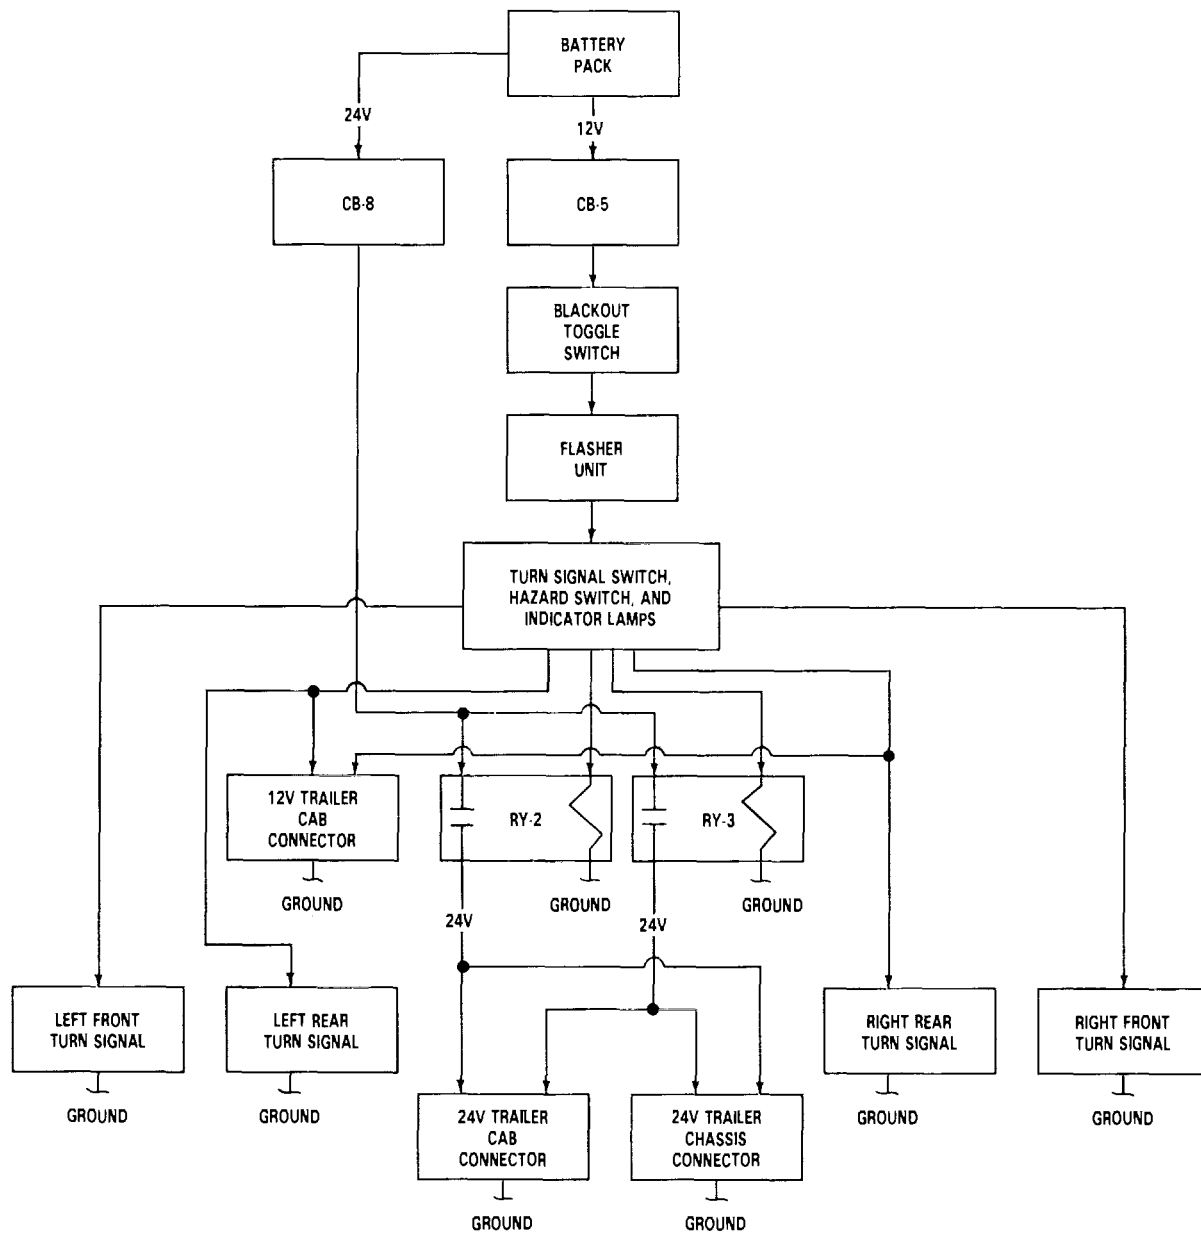 BATTERY
PACK
24V
12V
CB-8
CB-5
BLACKOUT
TOGGLE
SWITCH
FLASHER
UNIT
TURN SIGNAL SWITCH,
HAZARD SWITCH, AND
INDICATOR LAMPS
12V TRAILER
CAB
CONNECTOR
RY-2
RY-3
GROUND
GROUND
GROUND
24V
24V
LEFT FRONT
TURN SIGNAL
LEFT REAR
TURN SIGNAL
RIGHT REAR
TURN SIGNAL
RIGHT FRONT
TURN SIGNAL
GROUND
GROUND
GROUND
GROUND
24V TRAILER
CAB
CONNECTOR
24V TRAILER
CHASSIS
CONNECTOR
GROUND
GROUND